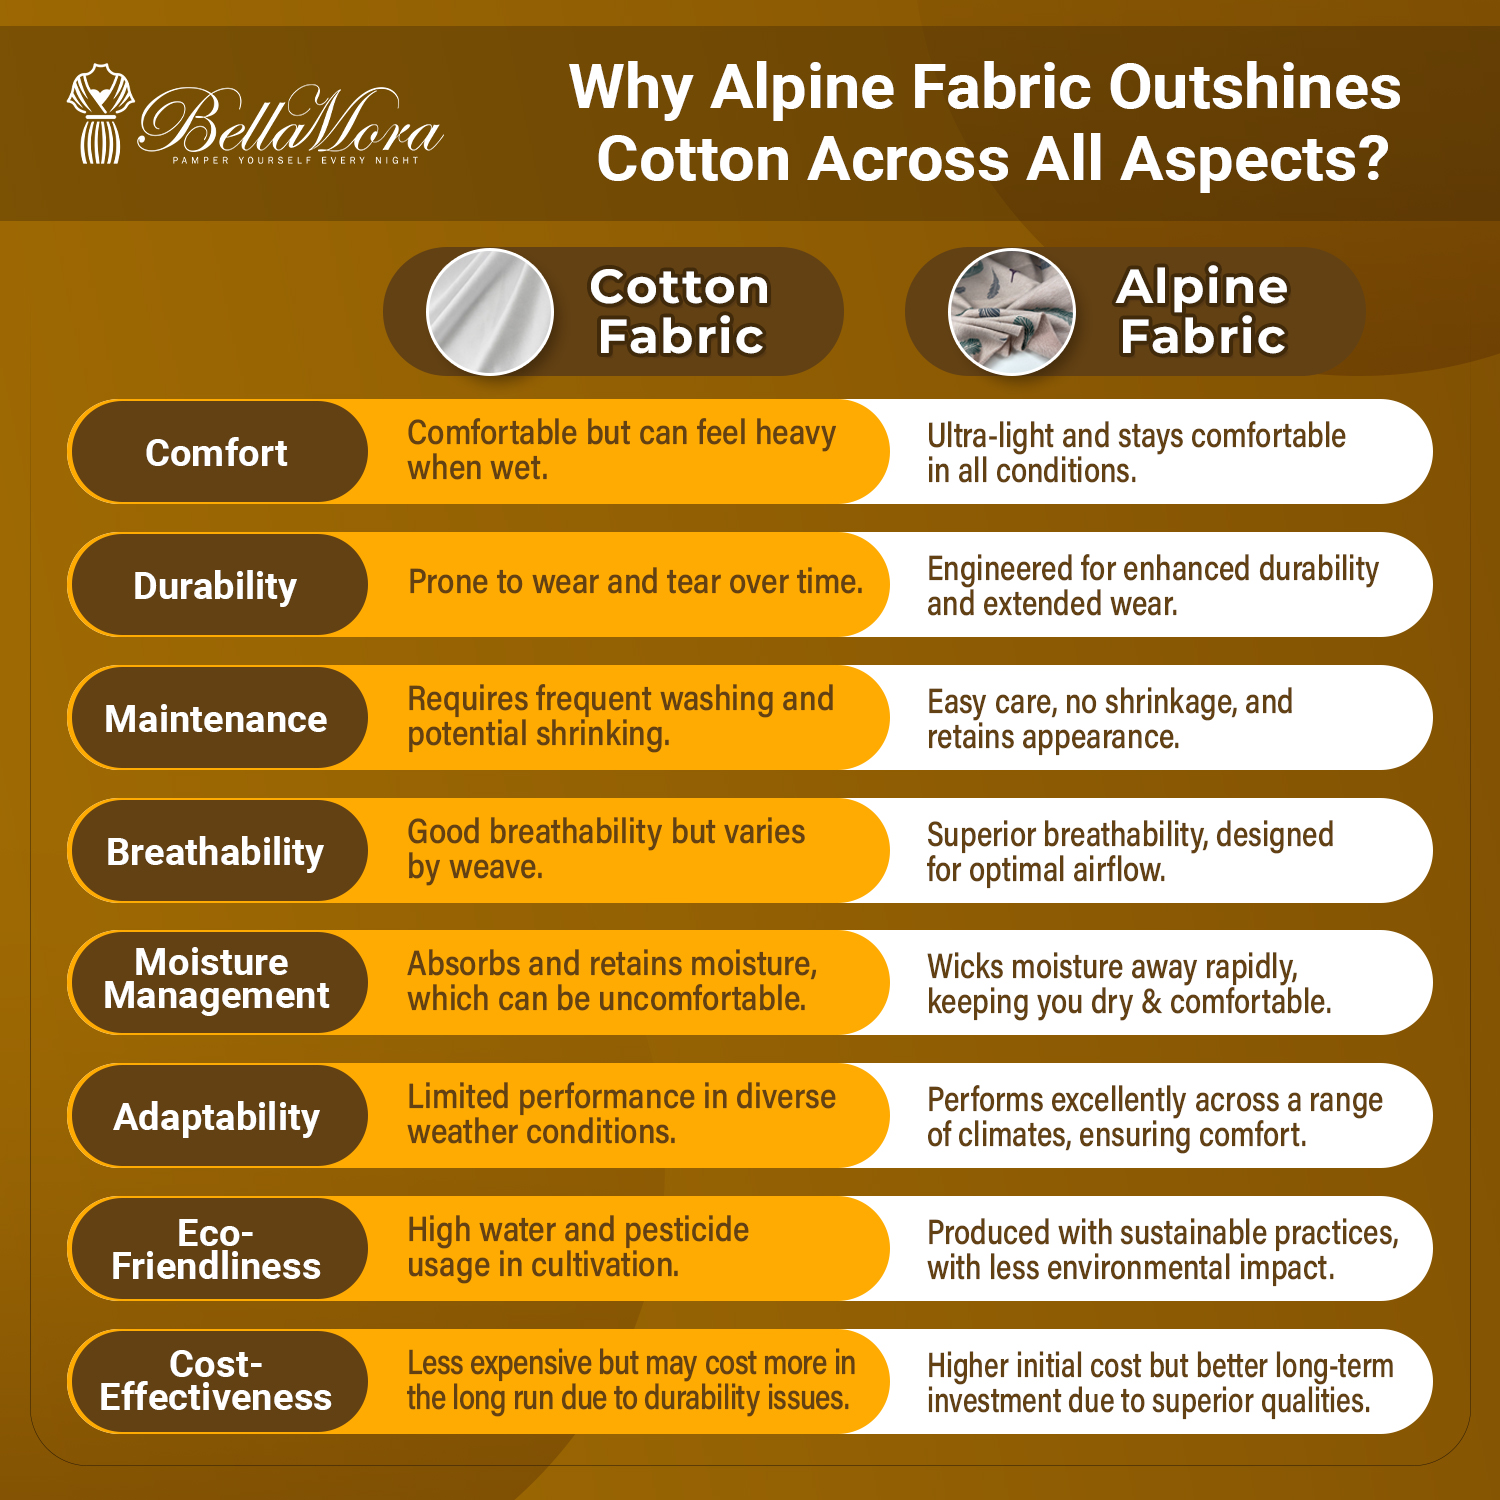 BellaMora
PAMPER YOURSELF EVERY NIGHT
Why Alpine Fabric Outshines
Cotton Across All Aspects?
Cotton
Fabric
Alpine
Fabric
Comfort
Comfortable but can feel heavy
when wet.
Ultra-light and stays comfortable
in all conditions.
Durability
Prone to wear and tear over time.
Engineered for enhanced durability
and extended wear.
Maintenance
Requires frequent washing and
potential shrinking.
Easy care, no shrinkage, and
retains appearance.
Breathability
Good breathability but varies
by weave.
Superior breathability, designed
for optimal airflow.
Moisture
Management
Absorbs and retains moisture,
which can be uncomfortable.
Wicks moisture away rapidly,
keeping you dry & comfortable.
Adaptability
Limited performance in diverse
weather conditions.
Performs excellently across a range
of climates, ensuring comfort.
Eco-
Friendliness
High water and pesticide
usage in cultivation.
Produced with sustainable practices,
with less environmental impact.
Cost-
Effectiveness
Less expensive but may cost more in
the long run due to durability issues.
Higher initial cost but better long-term
investment due to superior qualities.